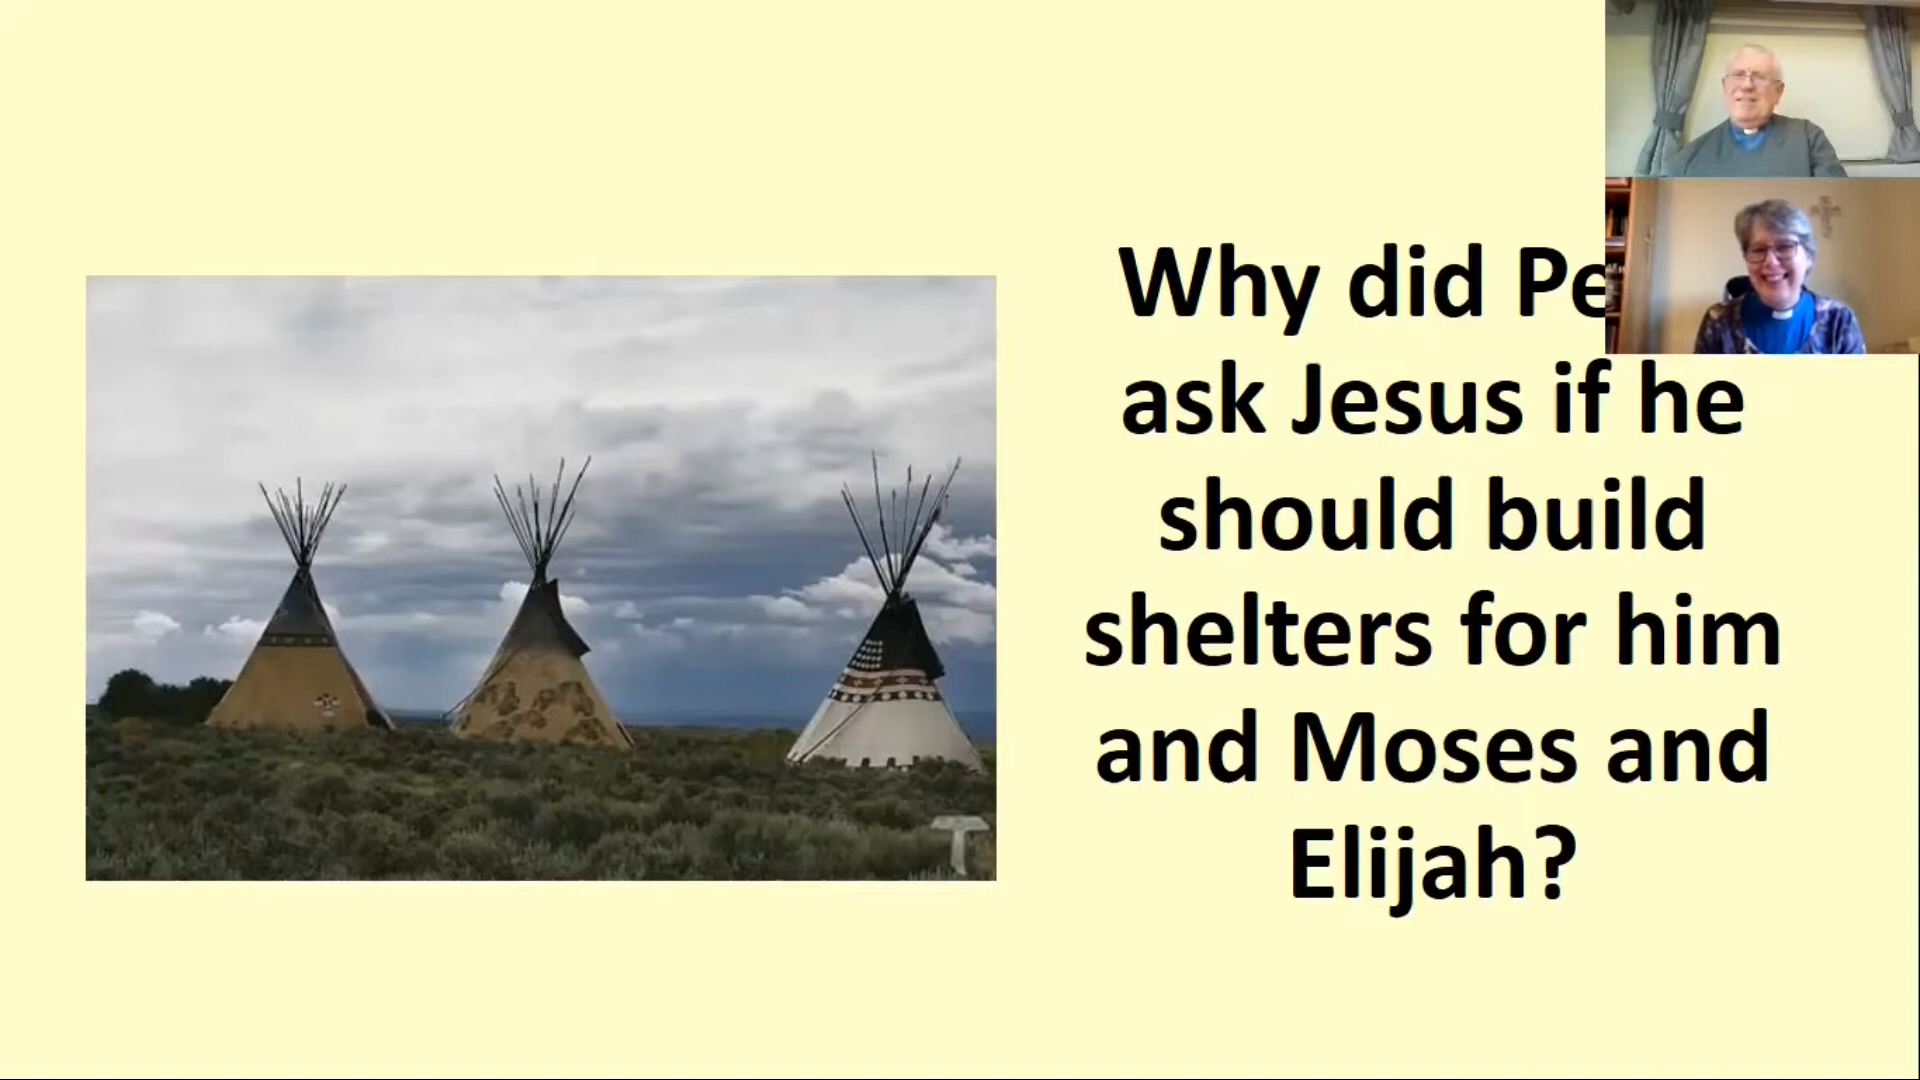 Why did Pe
ask Jesus if he
should build
shelters for him
and Moses and
Elijah?